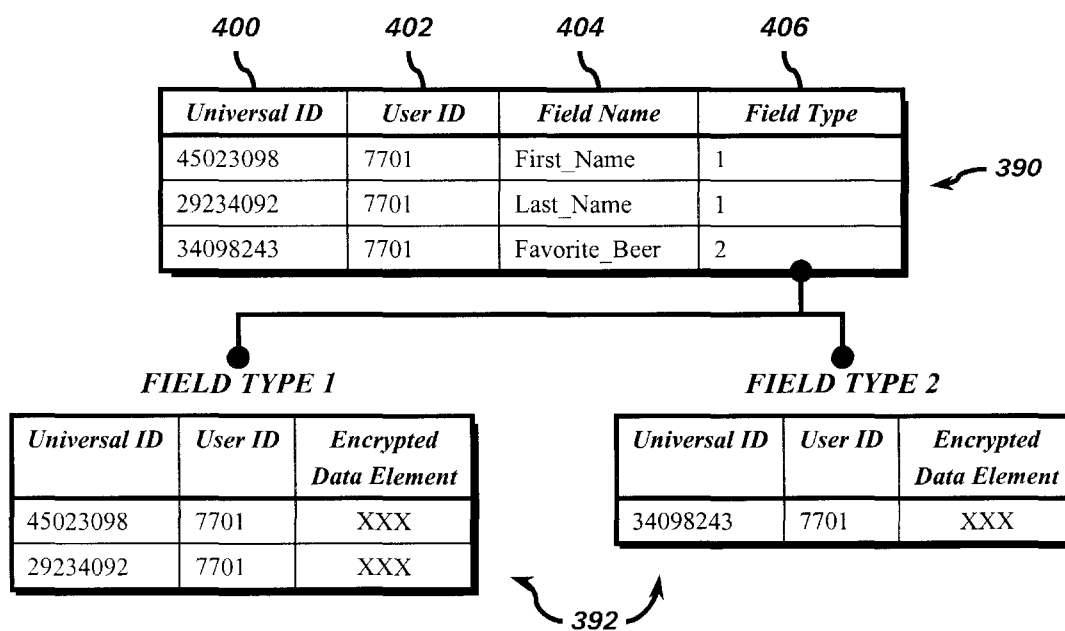 400 402 404 406
Universal ID User ID Field Name Field Type
45023098 7701 First_Name 1
29234092 7701 Last_Name 1
34098243 7701 Favorite_Beer 2
390
FIELD TYPE 1
Universal ID User ID Encrypted
Data Element
45023098 7701 XXX
29234092 7701 XXX
FIELD TYPE 2
Universal ID User ID Encrypted
Data Element
34098243 7701 XXX
392